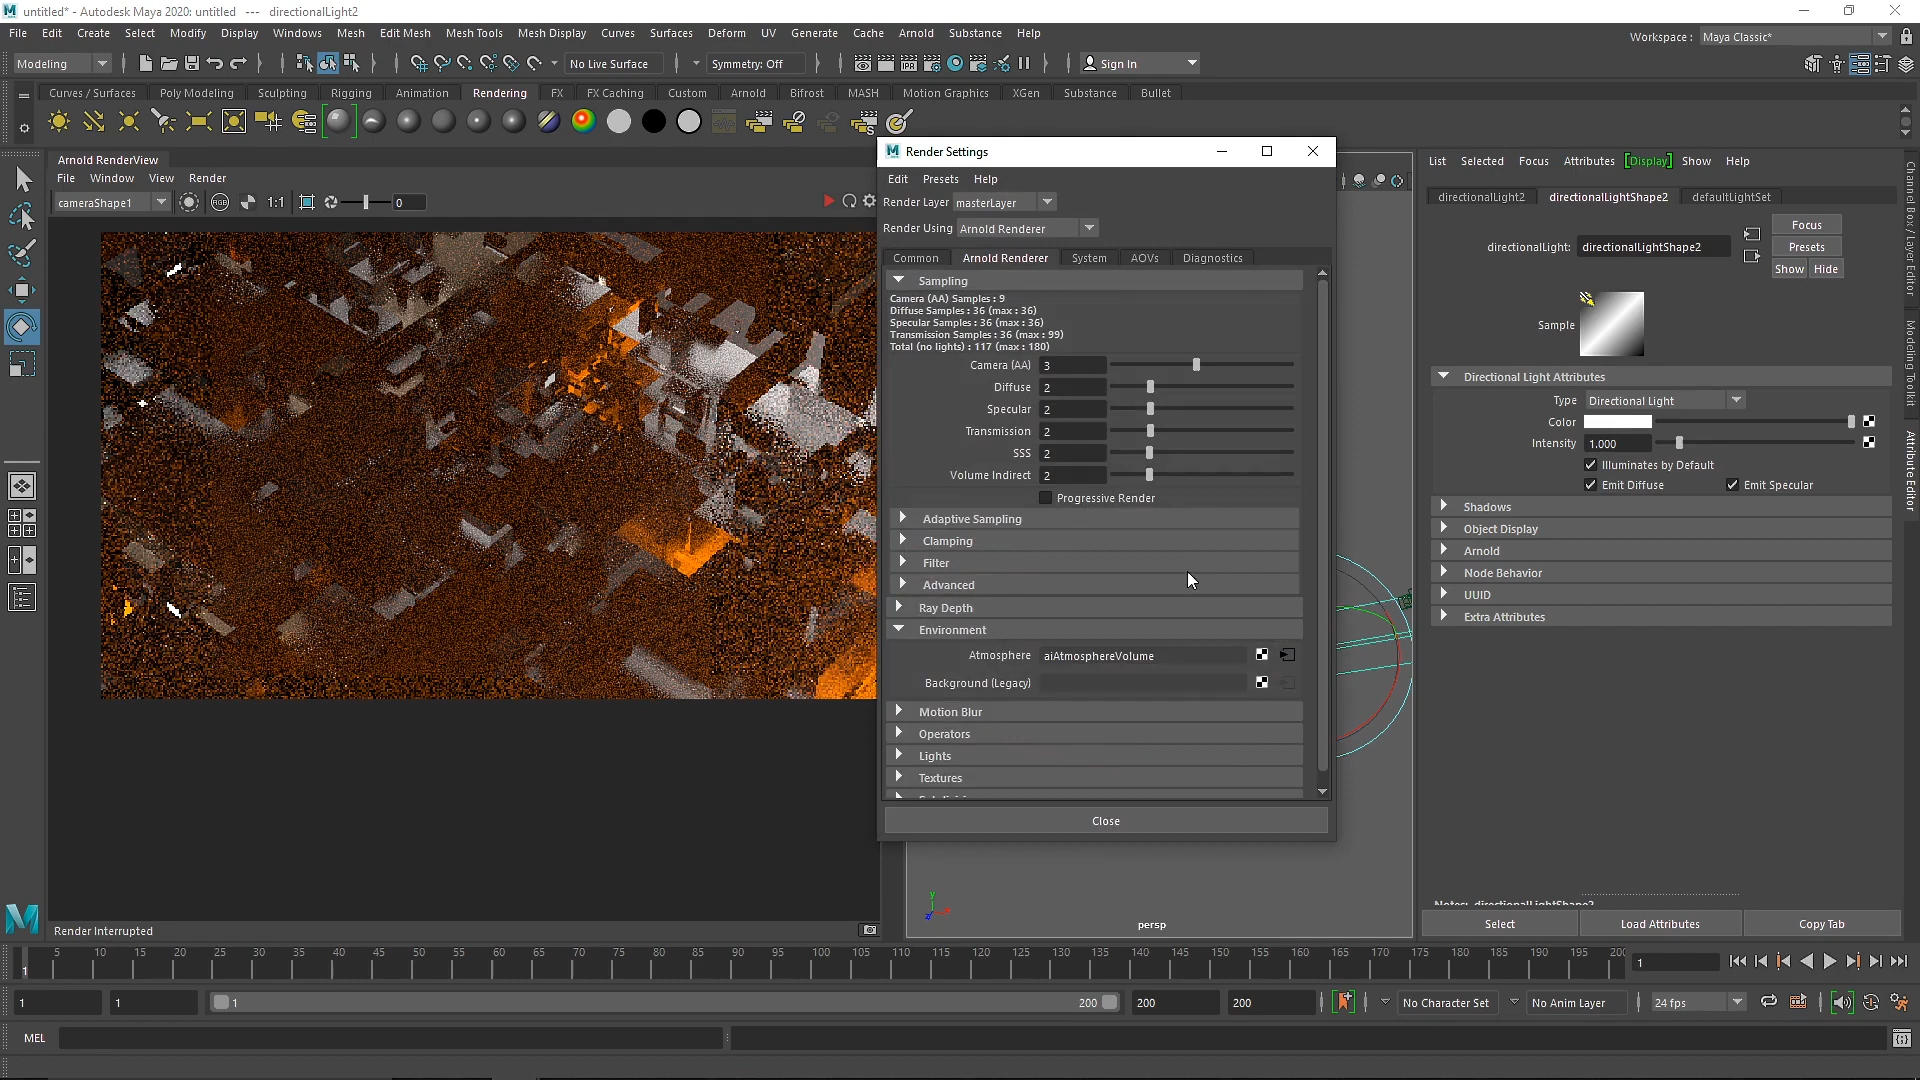 untitled* - Autodesk Maya 2020: untitled   ---   directionalLight2
File Edit Create Select Modify Display Windows Mesh Edit Mesh Mesh Tools Mesh Display Curves Surfaces Deform UV Generate Cache Arnold Substance Help
Workspace : Maya Classic*
Modeling No Live Surface Symmetry: Off Sign In
Curves / Surfaces Poly Modeling Sculpting Rigging Animation Rendering FX FX Caching Custom Arnold Bifrost MASH Motion Graphics XGen Substance Bullet
Arnold RenderView
File Window View Render
cameraShape1 RGB 1:1 0
Render Interrupted
Render Settings
Edit Presets Help
Render Layer masterLayer
Render Using Arnold Renderer
Common Arnold Renderer System AOVs Diagnostics
Sampling
Camera (AA) Samples : 9
Diffuse Samples : 36 (max : 36)
Specular Samples : 36 (max : 36)
Transmission Samples : 36 (max : 99)
Total (no lights) : 117 (max : 180)
Camera (AA) 3
Diffuse 2
Specular 2
Transmission 2
SSS 2
Volume Indirect 2
Progressive Render
Adaptive Sampling
Clamping
Filter
Advanced
Ray Depth
Environment
Atmosphere aiAtmosphereVolume
Background (Legacy)
Motion Blur
Operators
Lights
Textures
Close
y
persp
List Selected Focus Attributes Display Show Help
directionalLight2 directionalLightShape2 defaultLightSet
directionalLight: directionalLightShape2
Focus
Presets
Show Hide
Sample
Directional Light Attributes
Type Directional Light
Color
Intensity 1.000
Illuminates by Default
Emit Diffuse Emit Specular
Shadows
Object Display
Arnold
Node Behavior
UUID
Extra Attributes
Notes: directionalLightShape2
Select Load Attributes Copy Tab
Channel Box / Layer Editor
Modeling Toolkit
Attribute Editor
5 10 15 20 25 30 35 40 45 50 55 60 65 70 75 80 85 90 95 100 105 110 115 120 125 130 135 140 145 150 155 160 165 170 175 180 185 190 195 200
1 1
1 1 1 200 200 200 No Character Set No Anim Layer 24 fps
MEL